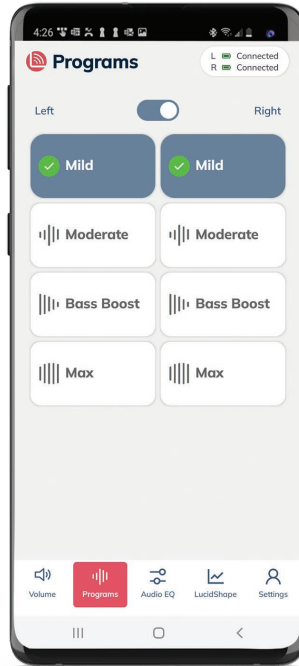 4:26
Programs
L Connected
R Connected
Left Right
Mild Mild
Moderate Moderate
Bass Boost Bass Boost
Max Max
Volume Programs Audio EQ LucidShape Settings